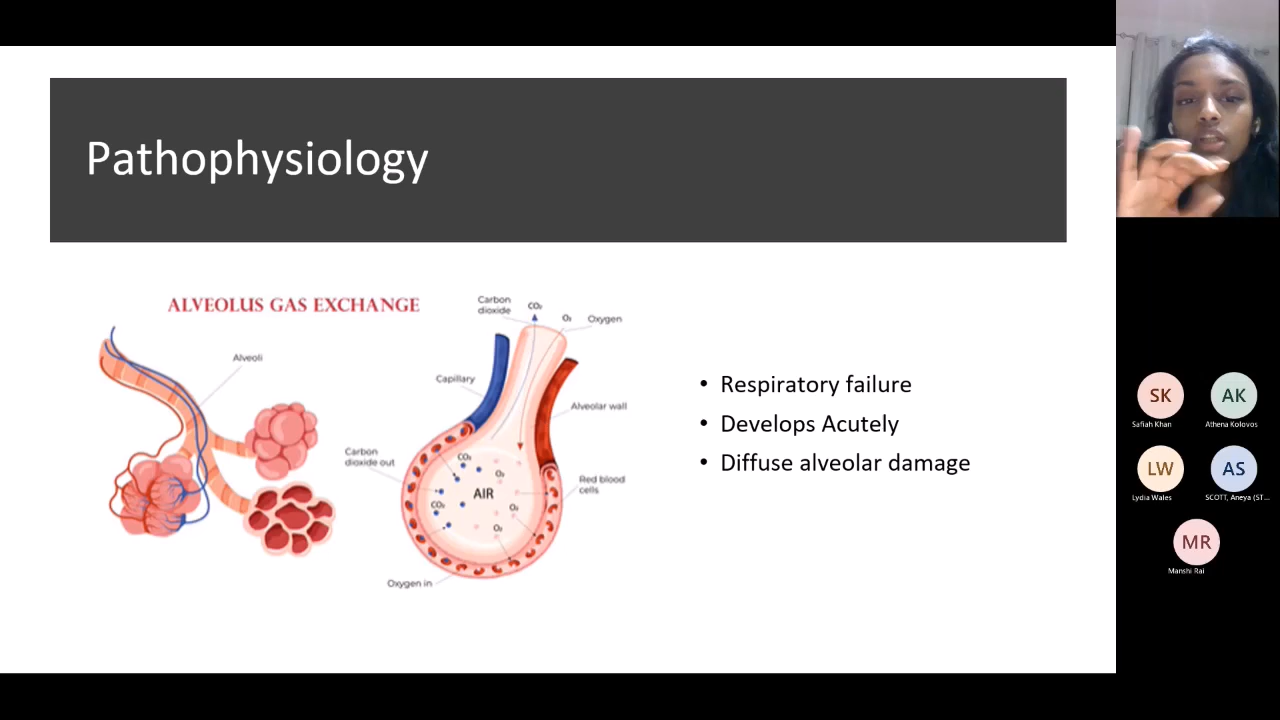 Pathophysiology
ALVEOLUS GAS EXCHANGE
Alveoli
Carbon
dioxide
CO₂
O₂
Oxygen
Capillary
Alveolar wall
Carbon
dioxide out
CO₂
O₂
AIR
CO₂
O₂
O₂
Red blood
cells
Oxygen in
• Respiratory failure
• Develops Acutely
• Diffuse alveolar damage
SK
Safiah Khan
AK
Athena Kolovos
LW
Lydia Wales
AS
SCOTT, Aneya (ST...
MR
Manshi Rai